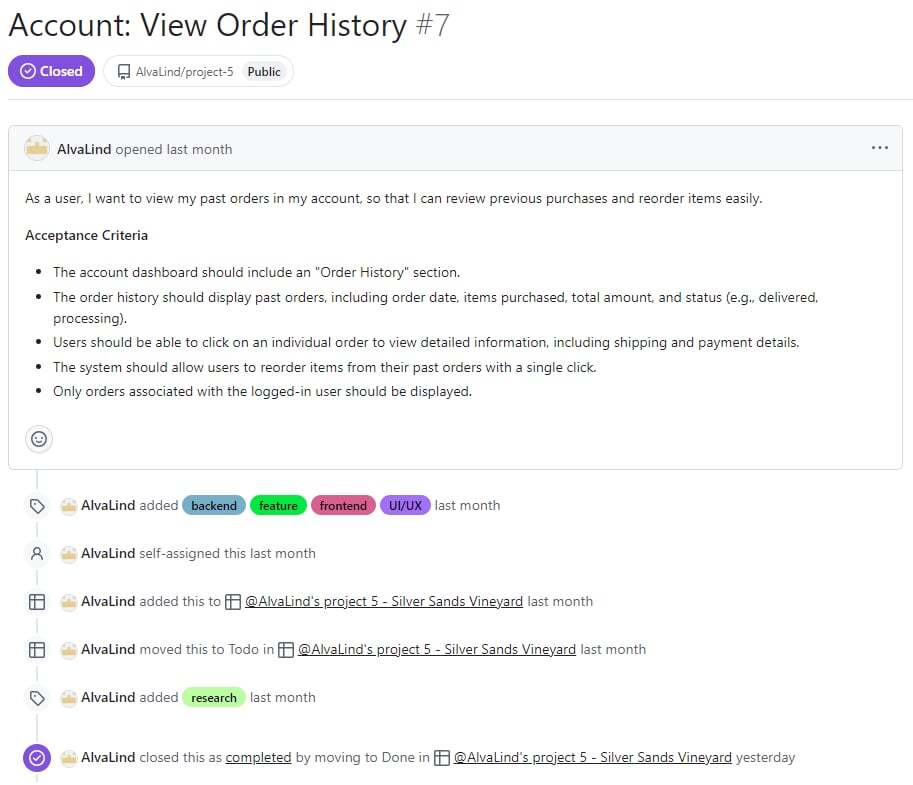 Account: View Order History #7
Closed AlvaLind/project-5 Public
AlvaLind opened last month
As a user, I want to view my past orders in my account, so that I can review previous purchases and reorder items easily.
Acceptance Criteria
• The account dashboard should include an "Order History" section.
• The order history should display past orders, including order date, items purchased, total amount, and status (e.g., delivered,
processing).
• Users should be able to click on an individual order to view detailed information, including shipping and payment details.
• The system should allow users to reorder items from their past orders with a single click.
• Only orders associated with the logged-in user should be displayed.
AlvaLind added backend feature frontend UI/UX last month
AlvaLind self-assigned this last month
AlvaLind added this to @AlvaLind's project 5 - Silver Sands Vineyard last month
AlvaLind moved this to Todo in @AlvaLind's project 5 - Silver Sands Vineyard last month
AlvaLind added research last month
AlvaLind closed this as completed by moving to Done in @AlvaLind's project 5 - Silver Sands Vineyard yesterday